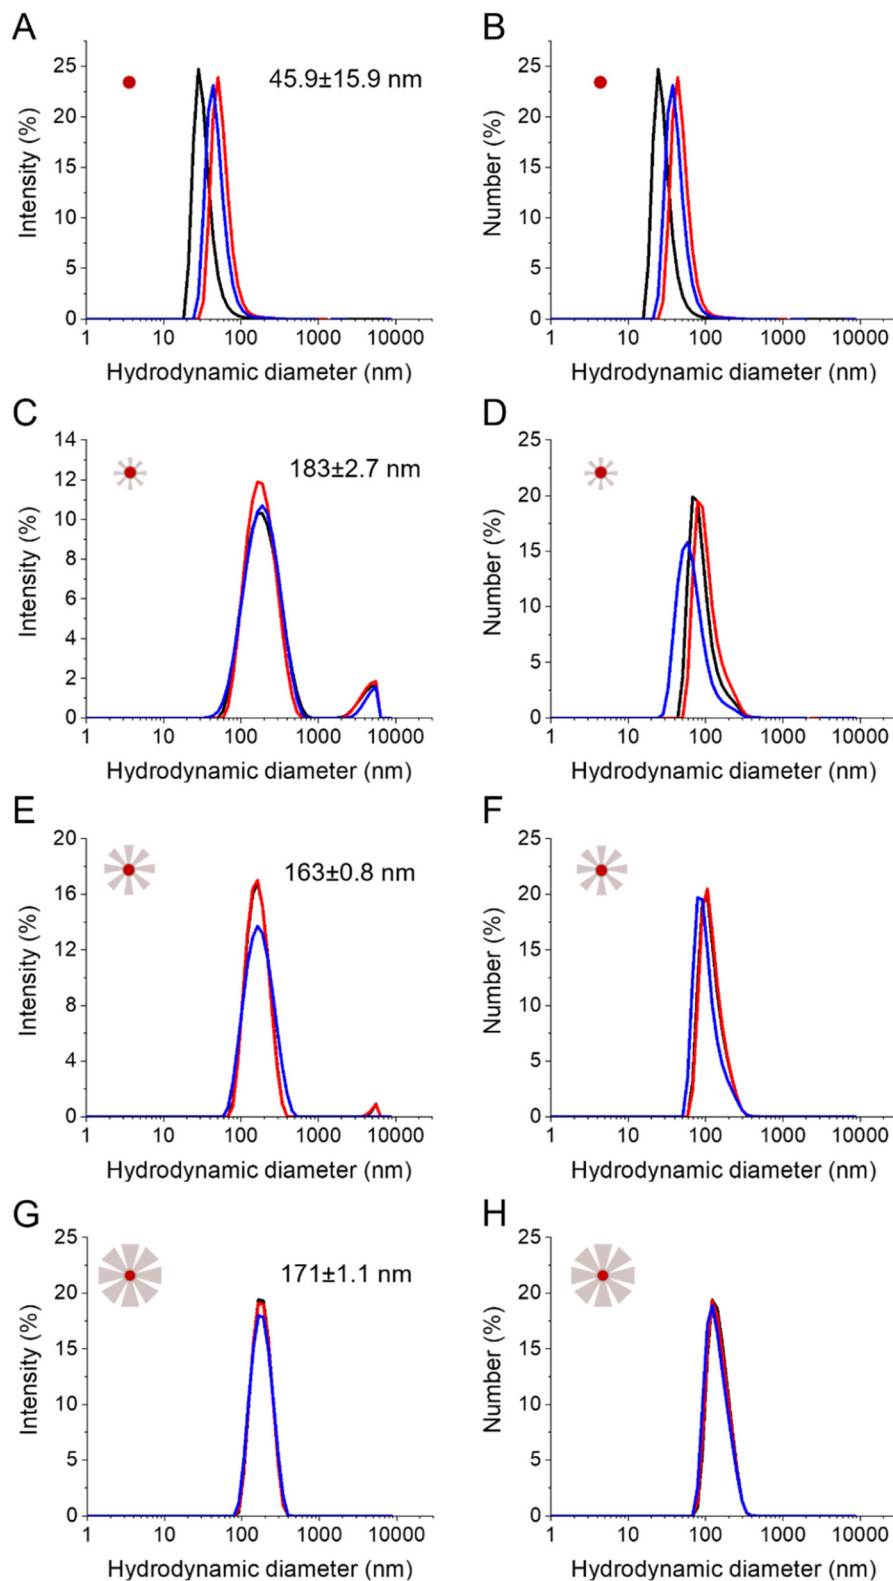 A
B
25
20
15
10
5
0
Intensity (%)
45.9±15.9 nm
1 10 100 1000 10000
Hydrodynamic diameter (nm)
25
20
15
10
5
0
Number (%)
1 10 100 1000 10000
Hydrodynamic diameter (nm)
C
D
14
12
10
8
6
4
2
0
Intensity (%)
183±2.7 nm
1 10 100 1000 10000
Hydrodynamic diameter (nm)
25
20
15
10
5
0
Number (%)
1 10 100 1000 10000
Hydrodynamic diameter (nm)
E
F
20
16
12
8
4
0
Intensity (%)
163±0.8 nm
1 10 100 1000 10000
Hydrodynamic diameter (nm)
25
20
15
10
5
0
Number (%)
1 10 100 1000 10000
Hydrodynamic diameter (nm)
G
H
25
20
15
10
5
0
Intensity (%)
171±1.1 nm
1 10 100 1000 10000
Hydrodynamic diameter (nm)
25
20
15
10
5
0
Number (%)
1 10 100 1000 10000
Hydrodynamic diameter (nm)